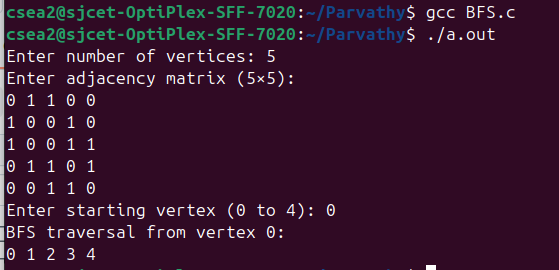 csea2@sjcet-OptiPlex-SFF-7020:~/Parvathy$ gcc BFS.c
csea2@sjcet-OptiPlex-SFF-7020:~/Parvathy$ ./a.out
Enter number of vertices: 5
Enter adjacency matrix (5×5):
0 1 1 0 0
1 0 0 1 0
1 0 0 1 1
0 1 1 0 1
0 0 1 1 0
Enter starting vertex (0 to 4): 0
BFS traversal from vertex 0:
0 1 2 3 4